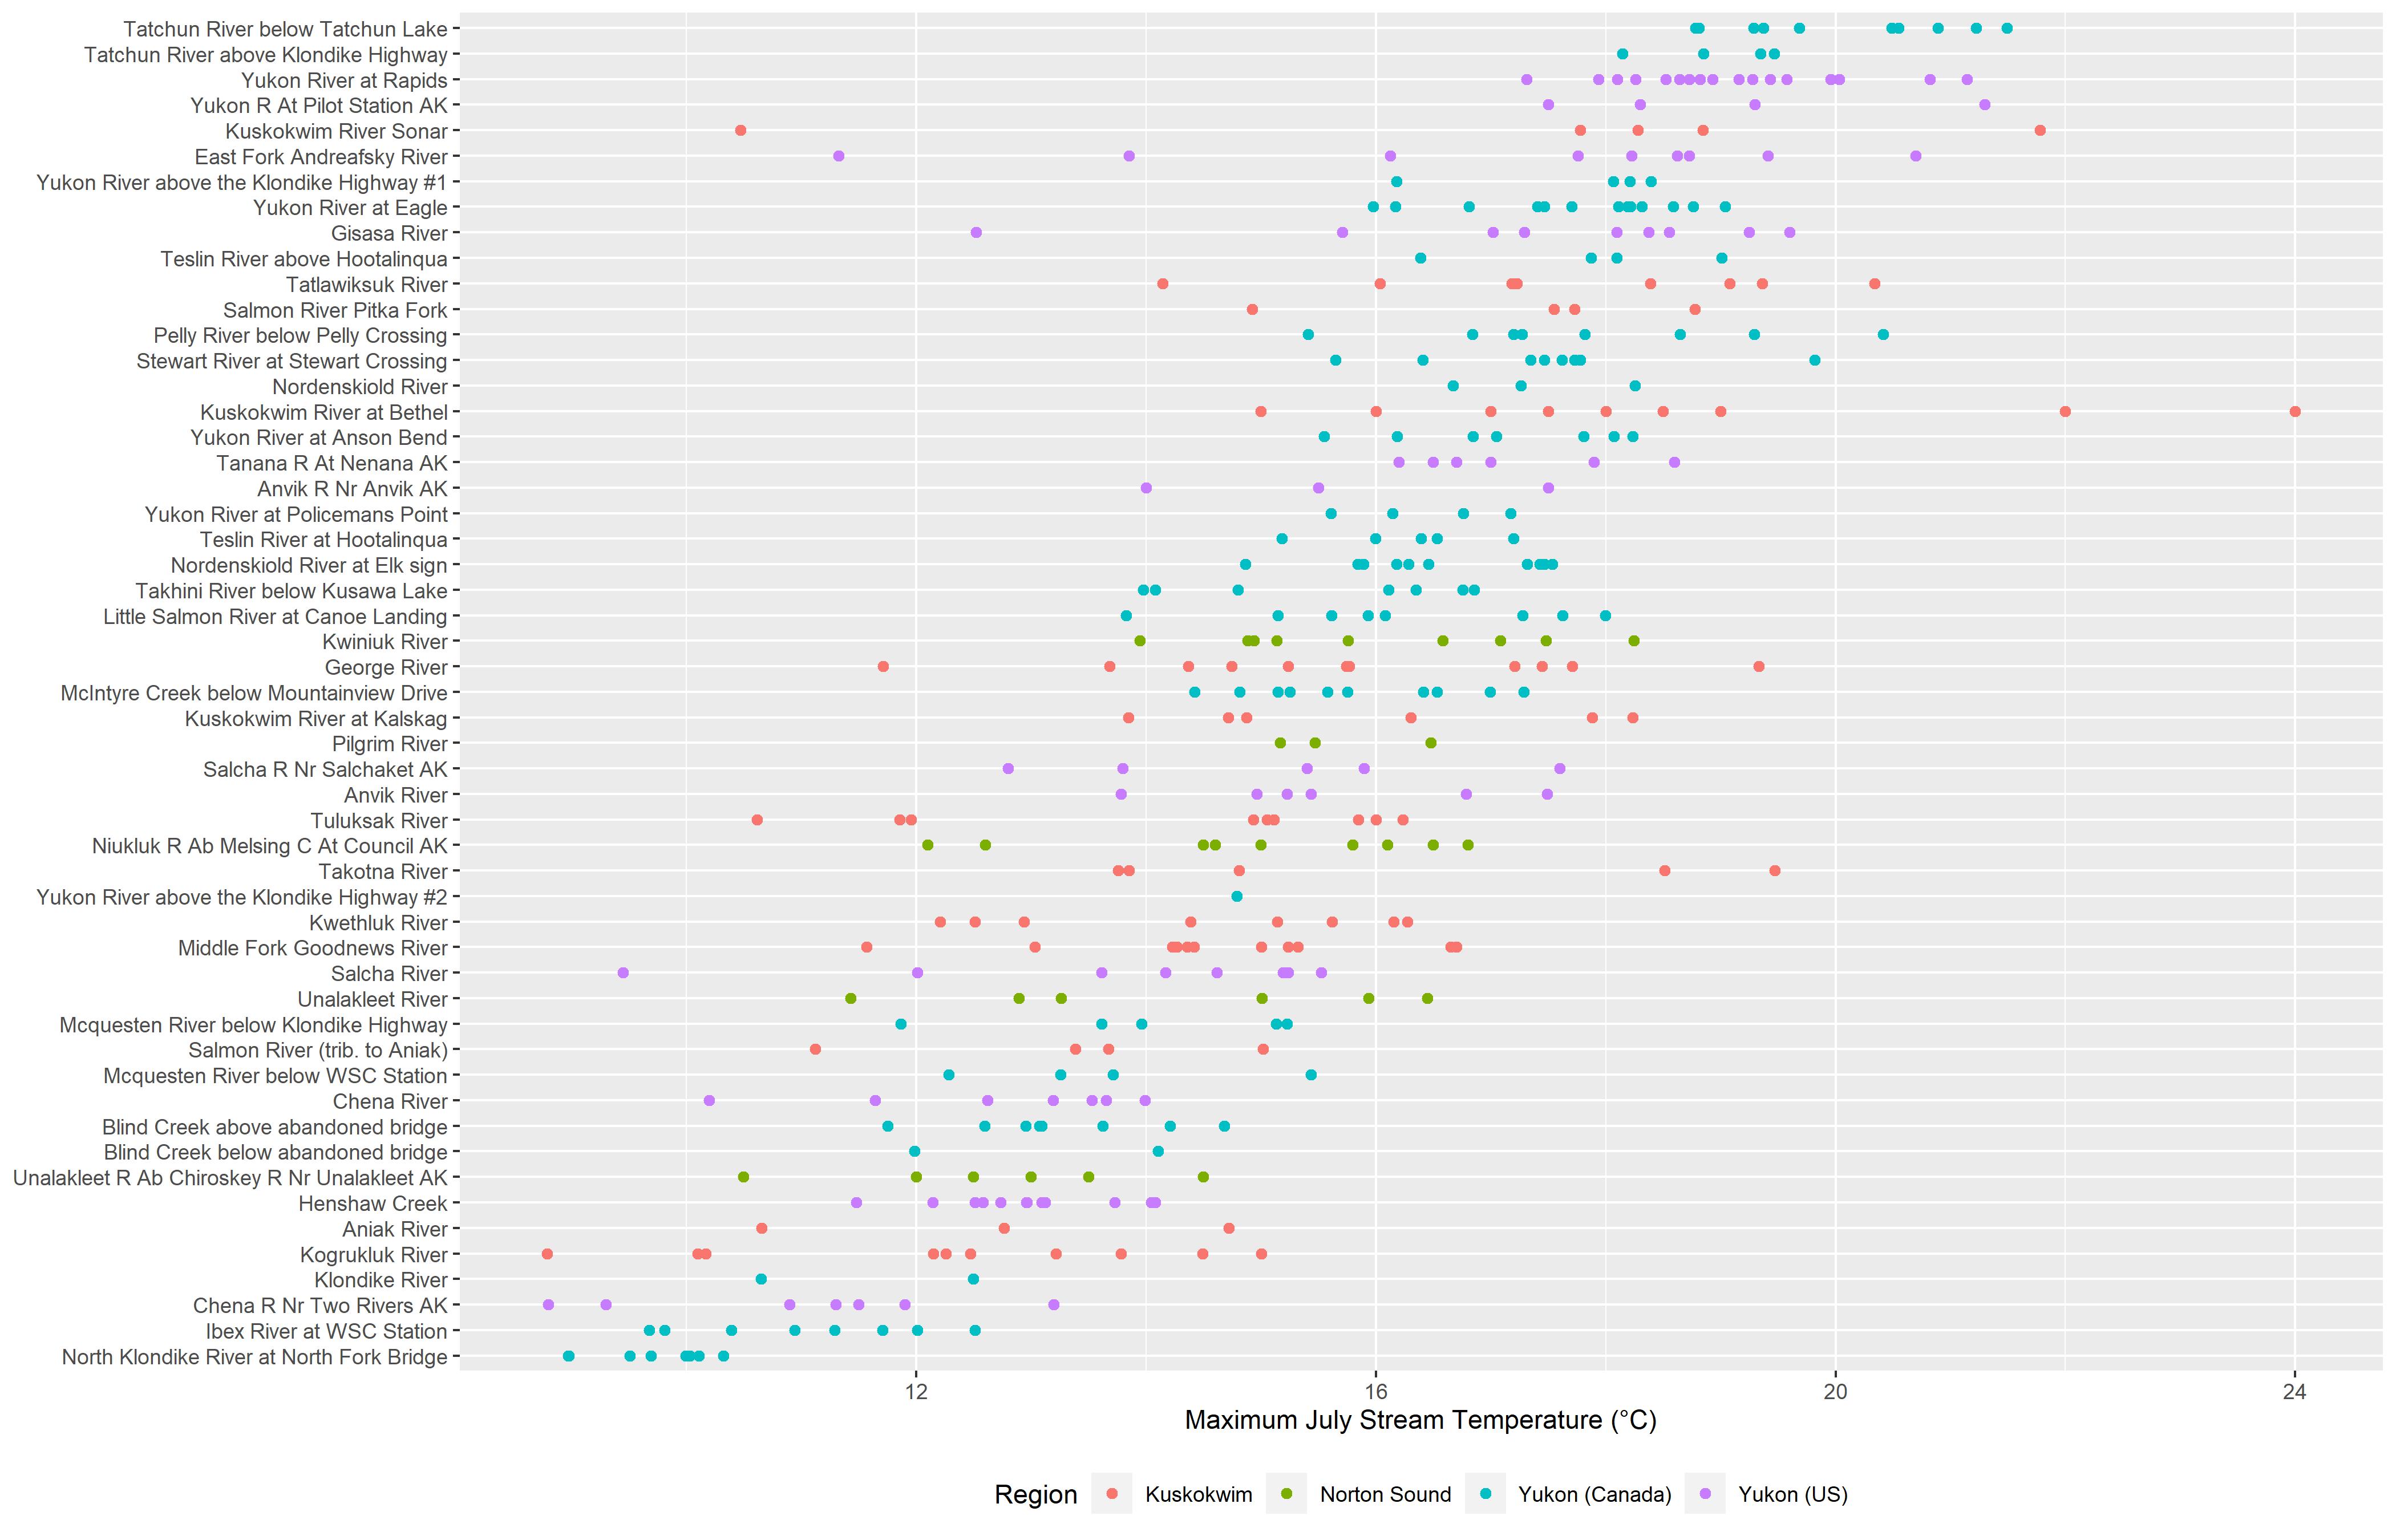 Tatchun River below Tatchun Lake
Tatchun River above Klondike Highway
Yukon River at Rapids
Yukon R At Pilot Station AK
Kuskokwim River Sonar
East Fork Andreafsky River
Yukon River above the Klondike Highway #1
Yukon River at Eagle
Gisasa River
Teslin River above Hootalinqua
Tatlawiksuk River
Salmon River Pitka Fork
Pelly River below Pelly Crossing
Stewart River at Stewart Crossing
Nordenskiold River
Kuskokwim River at Bethel
Yukon River at Anson Bend
Tanana R At Nenana AK
Anvik R Nr Anvik AK
Yukon River at Policemans Point
Teslin River at Hootalinqua
Nordenskiold River at Elk sign
Takhini River below Kusawa Lake
Little Salmon River at Canoe Landing
Kwiniuk River
George River
McIntyre Creek below Mountainview Drive
Kuskokwim River at Kalskag
Pilgrim River
Salcha R Nr Salchaket AK
Anvik River
Tuluksak River
Niukluk R Ab Melsing C At Council AK
Takotna River
Yukon River above the Klondike Highway #2
Kwethluk River
Middle Fork Goodnews River
Salcha River
Unalakleet River
Mcquesten River below Klondike Highway
Salmon River (trib. to Aniak)
Mcquesten River below WSC Station
Chena River
Blind Creek above abandoned bridge
Blind Creek below abandoned bridge
Unalakleet R Ab Chiroskey R Nr Unalakleet AK
Henshaw Creek
Aniak River
Kogrukluk River
Klondike River
Chena R Nr Two Rivers AK
Ibex River at WSC Station
North Klondike River at North Fork Bridge
12 16 20 24
Maximum July Stream Temperature (°C)
Region Kuskokwim Norton Sound Yukon (Canada) Yukon (US)